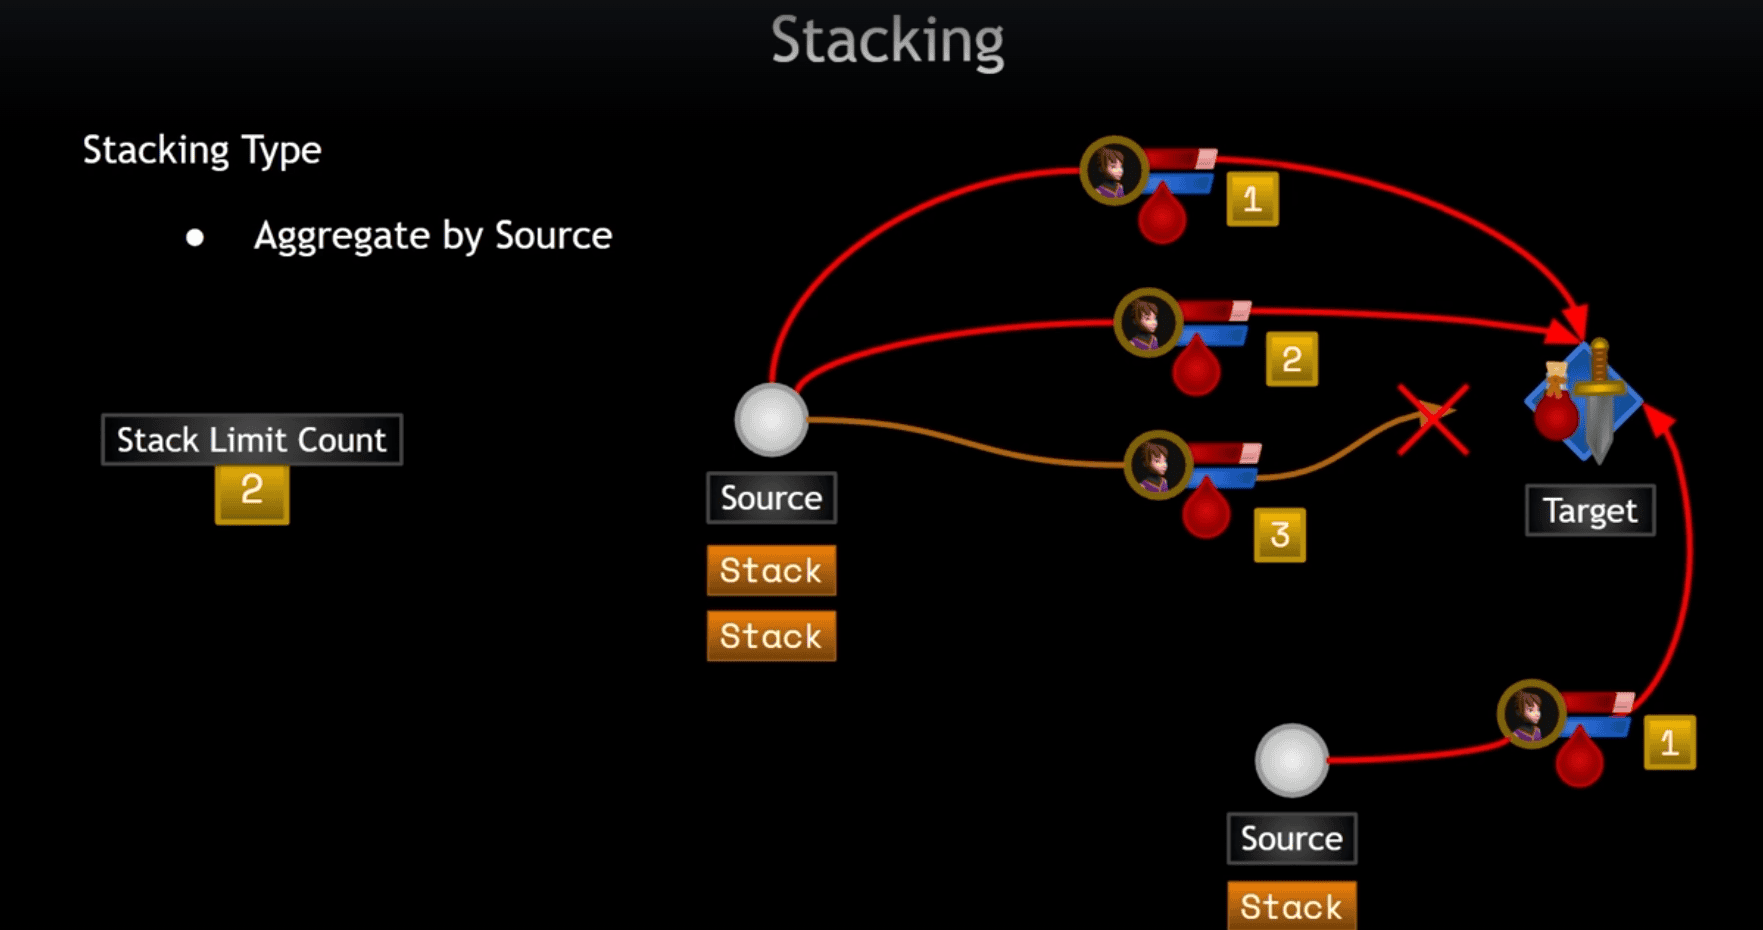 Stacking
Stacking Type
● Aggregate by Source
Stack Limit Count
2
1
2
3
Source
Stack
Stack
Target
1
Source
Stack